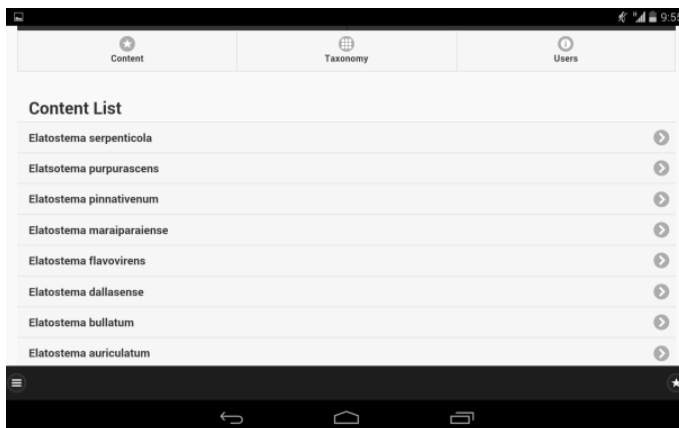 9:55
Content
Taxonomy
Users
Content List
Elatostema serpenticola
Elatsotema purpurascens
Elatostema pinnativenum
Elatostema maraiparaiense
Elatostema flavovirens
Elatostema dallasense
Elatostema bullatum
Elatostema auriculatum